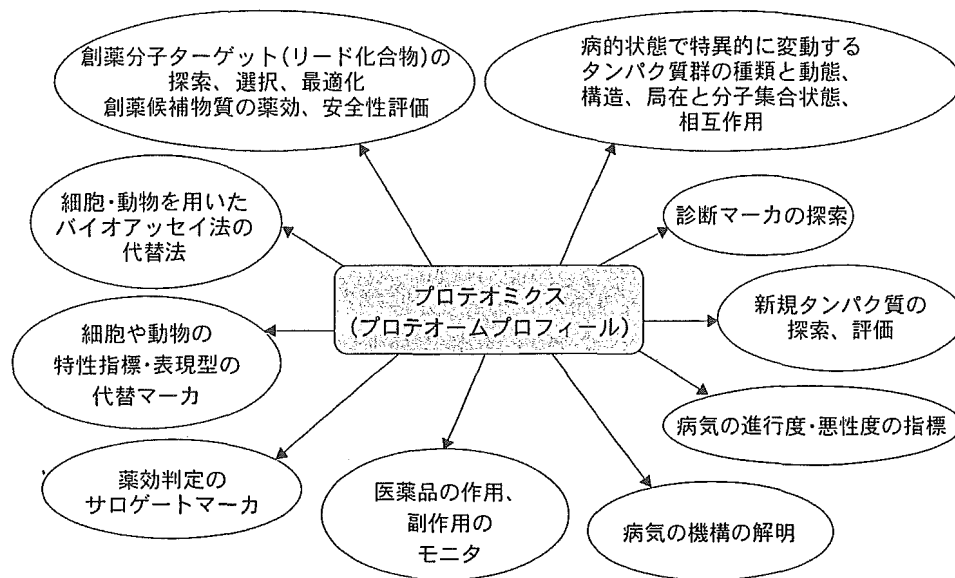 創薬分子ターゲット(リード化合物)の
探索、選択、最適化
創薬候補物質の薬効、安全性評価
病的状態で特異的に変動する
タンパク質群の種類と動態、
構造、局在と分子集合状態、
相互作用
細胞・動物を用いた
バイオアッセイ法の
代替法
診断マーカの探索
プロテオミクス
(プロテオームプロフィール)
新規タンパク質の
探索、評価
細胞や動物の
特性指標・表現型の
代替マーカ
病気の進行度・悪性度の指標
薬効判定の
サロゲートマーカ
医薬品の作用、
副作用の
モニタ
病気の機構の解明